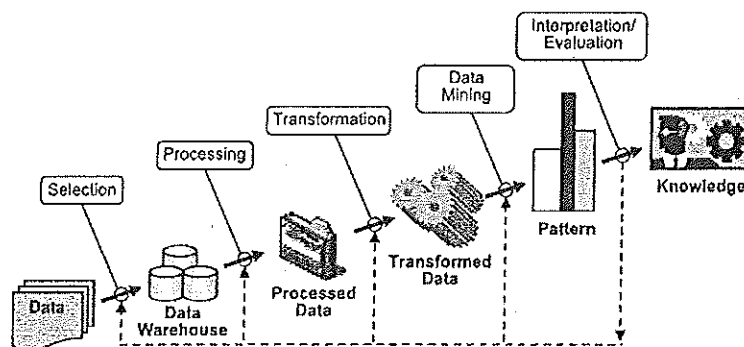 Interpretation/
Evaluation
Data
Mining
Transformation
Processing
Selection
Knowledge
Pattern
Transformed
Data
Processed
Data
Data
Warehouse
Data